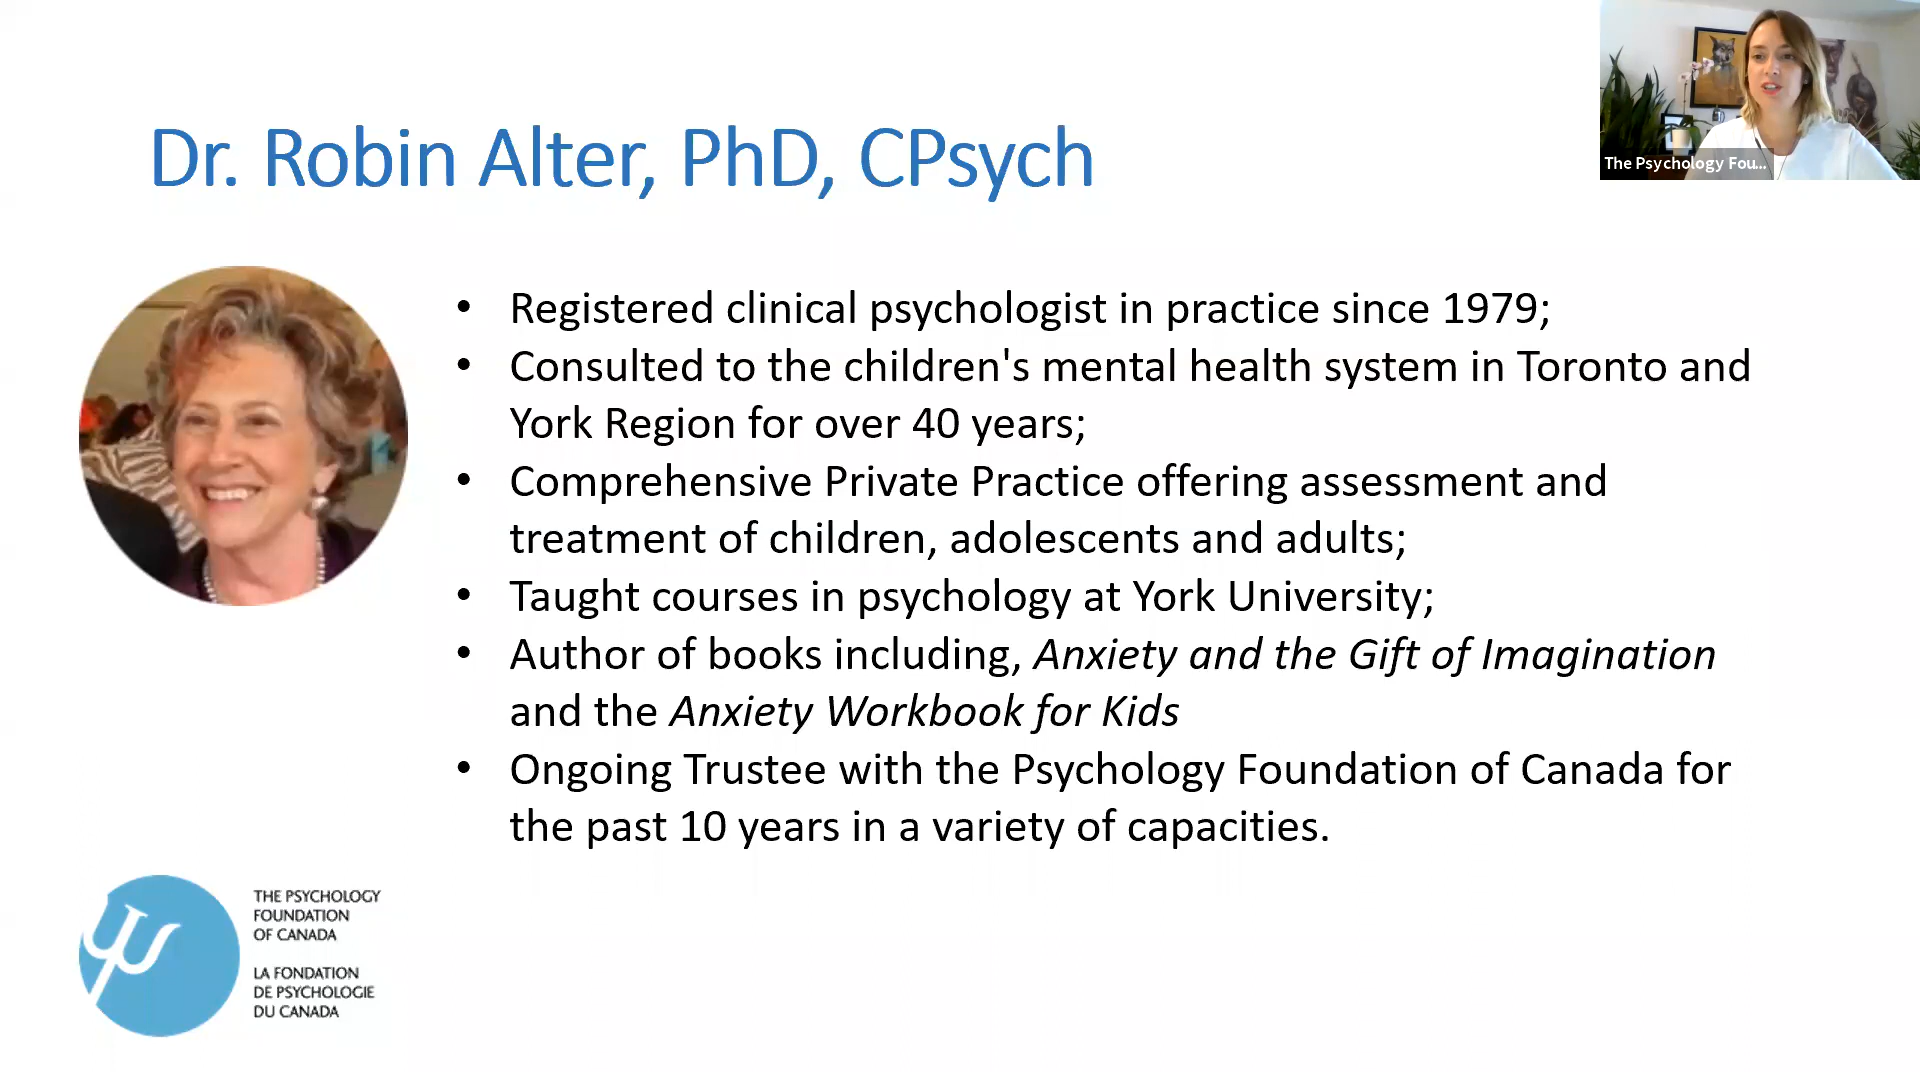 Dr. Robin Alter, PhD, CPsych
The Psychology Fou...
• Registered clinical psychologist in practice since 1979;
• Consulted to the children's mental health system in Toronto and
York Region for over 40 years;
• Comprehensive Private Practice offering assessment and
treatment of children, adolescents and adults;
• Taught courses in psychology at York University;
• Author of books including, Anxiety and the Gift of Imagination
and the Anxiety Workbook for Kids
• Ongoing Trustee with the Psychology Foundation of Canada for
the past 10 years in a variety of capacities.
THE PSYCHOLOGY
FOUNDATION
OF CANADA
LA FONDATION
DE PSYCHOLOGIE
DU CANADA